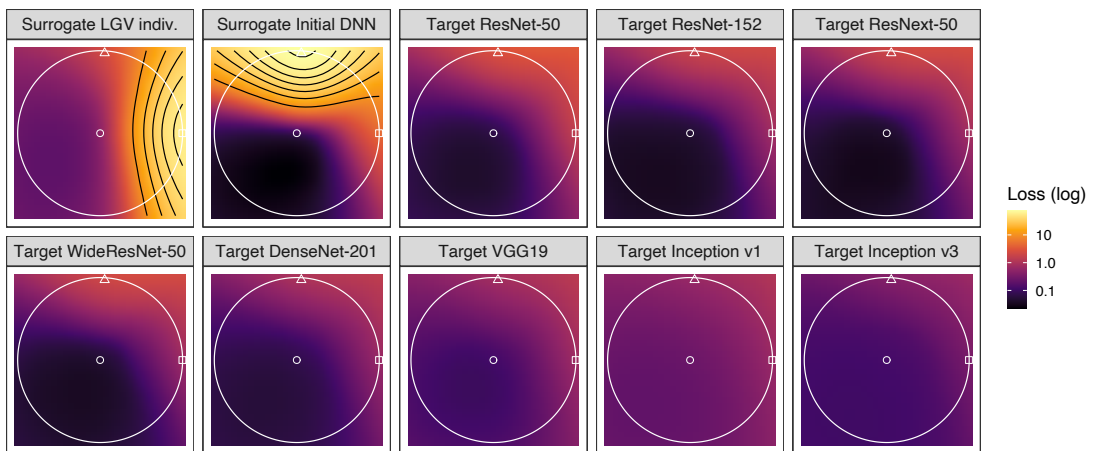 Surrogate LGV indiv.
Surrogate Initial DNN
Target ResNet-50
Target ResNet-152
Target ResNext-50
Target WideResNet-50
Target DenseNet-201
Target VGG19
Target Inception v1
Target Inception v3
Loss (log)
10
1.0
0.1